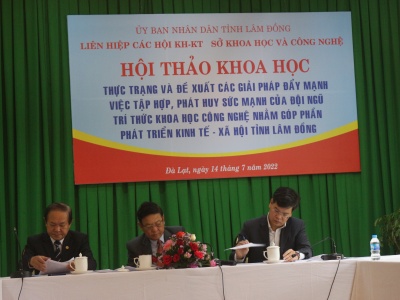 ỦY BAN NHÂN DÂN TỈNH LÂM ĐỒNG
LIÊN HIỆP CÁC HỘI KH-KT SỞ KHOA HỌC VÀ CÔNG NGHỆ
HỘI THẢO KHOA HỌC
THỰC TRẠNG VÀ ĐỀ XUẤT CÁC GIẢI PHÁP ĐẨY MẠNH
VIỆC TẬP HỢP, PHÁT HUY SỨC MẠNH CỦA ĐỘI NGŨ
TRÍ THỨC KHOA HỌC CÔNG NGHỆ NHẰM GÓP PHẦN
PHÁT TRIỂN KINH TẾ - XÃ HỘI TỈNH LÂM ĐỒNG
Đà Lạt, ngày 14 tháng 7 năm 2022